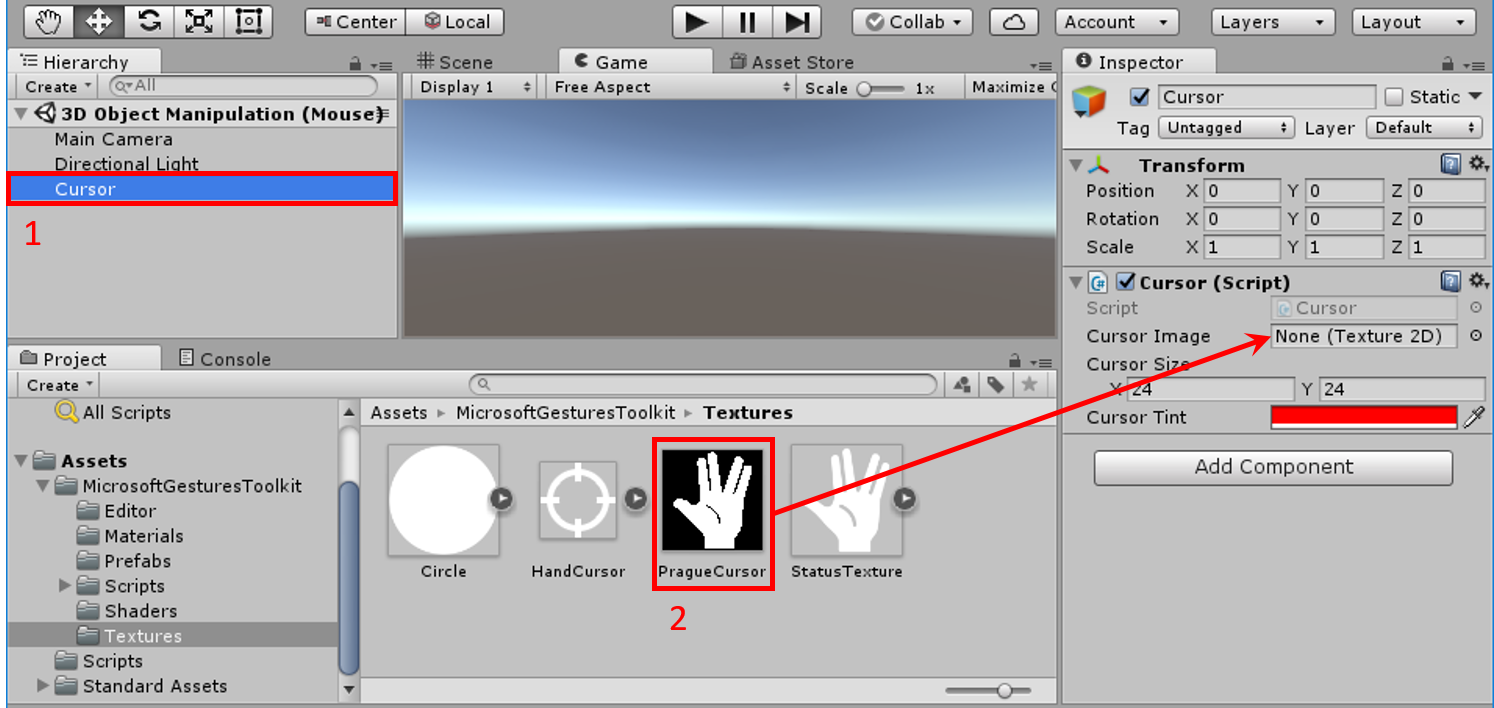 Center Local Collab Account Layers Layout
Hierarchy
Create All
3D Object Manipulation (Mouse)
Main Camera
Directional Light
Cursor
1
Scene Game Asset Store
Display 1 Free Aspect Scale 1x Maximize
Inspector
Cursor Static
Tag Untagged Layer Default
Transform
Position X 0 Y 0 Z 0
Rotation X 0 Y 0 Z 0
Scale X 1 Y 1 Z 1
Cursor (Script)
Script Cursor
Cursor Image None (Texture 2D)
Cursor Size
X 24 Y 24
Cursor Tint
Add Component
Project Console
Create
All Scripts
Assets
MicrosoftGesturesToolkit
Editor
Materials
Prefabs
Scripts
Shaders
Textures
Scripts
Standard Assets
Assets MicrosoftGesturesToolkit Textures
Circle HandCursor PragueCursor StatusTexture
2